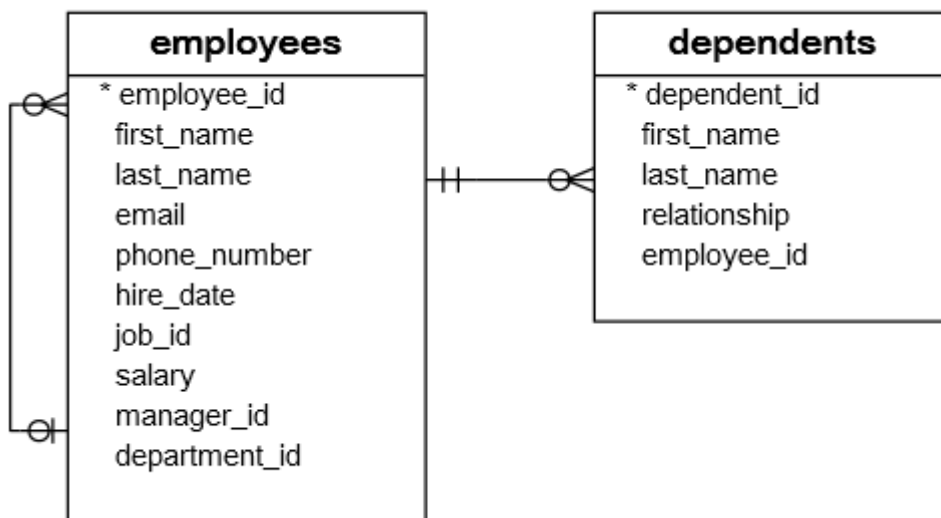 employees
* employee_id
first_name
last_name
email
phone_number
hire_date
job_id
salary
manager_id
department_id
dependents
* dependent_id
first_name
last_name
relationship
employee_id